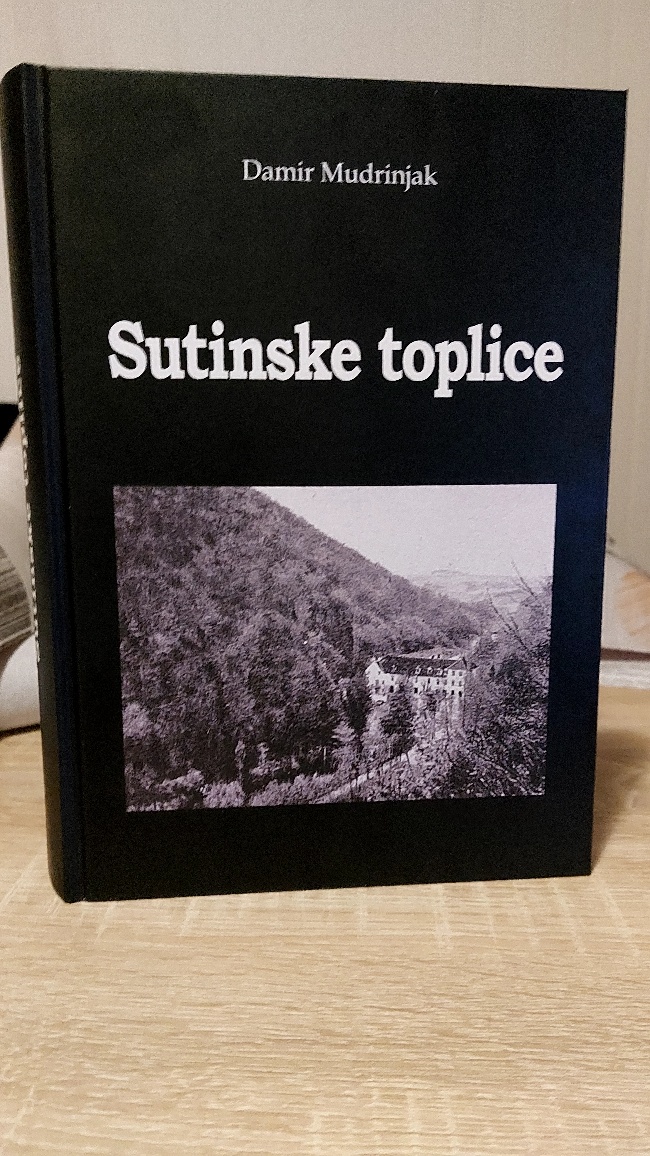 Damir Mudrinjak
Sutinske toplice